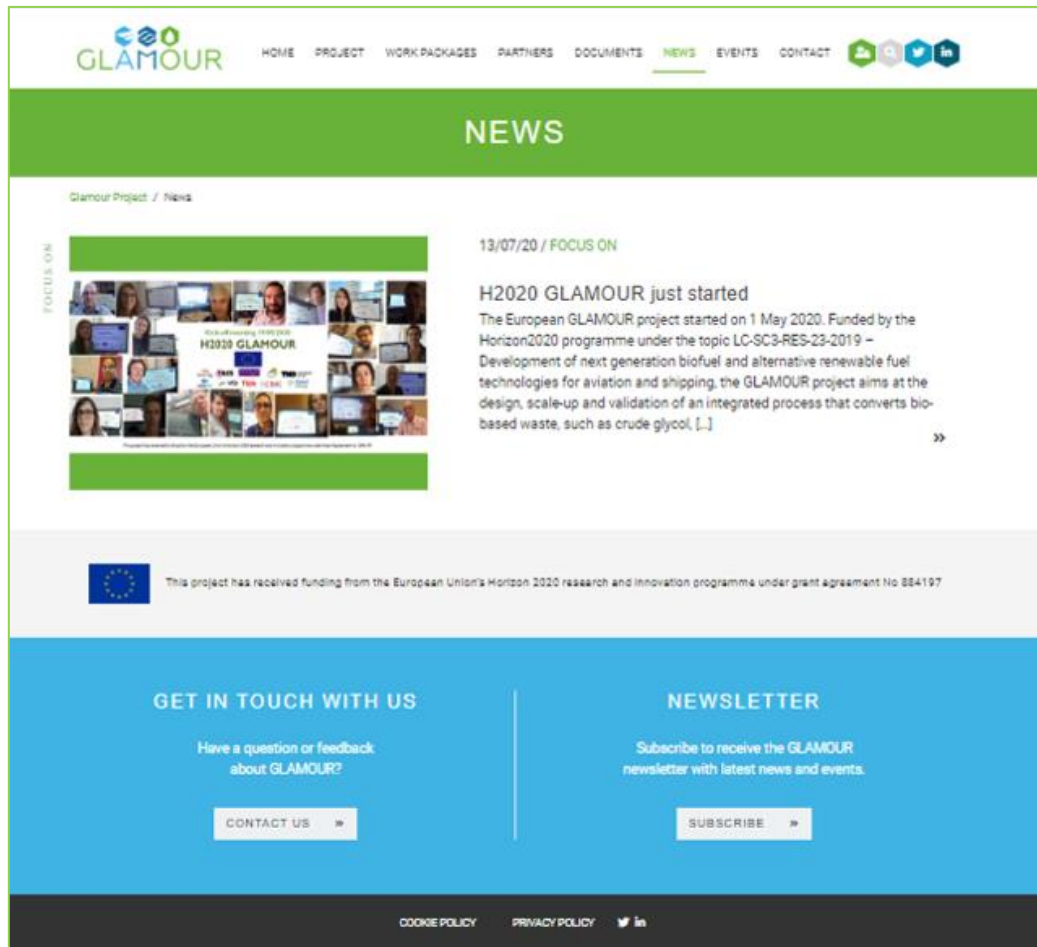 GLAMOUR
HOME PROJECT WORK PACKAGES PARTNERS DOCUMENTS NEWS EVENTS CONTACT
NEWS
Glamour Project / News
FOCUS ON
Kick-off meeting 19/05/2020
H2020 GLAMOUR
13/07/20 / FOCUS ON
H2020 GLAMOUR just started
The European GLAMOUR project started on 1 May 2020. Funded by the
Horizon2020 programme under the topic LC-SC3-RES-23-2019 –
Development of next generation biofuel and alternative renewable fuel
technologies for aviation and shipping, the GLAMOUR project aims at the
design, scale-up and validation of an integrated process that converts bio-
based waste, such as crude glycol, [...]
»
This project has received funding from the European Union's Horizon 2020 research and innovation programme under grant agreement No 884197
GET IN TOUCH WITH US
Have a question or feedback
about GLAMOUR?
CONTACT US »
NEWSLETTER
Subscribe to receive the GLAMOUR
newsletter with latest news and events.
SUBSCRIBE »
COOKIE POLICY PRIVACY POLICY in